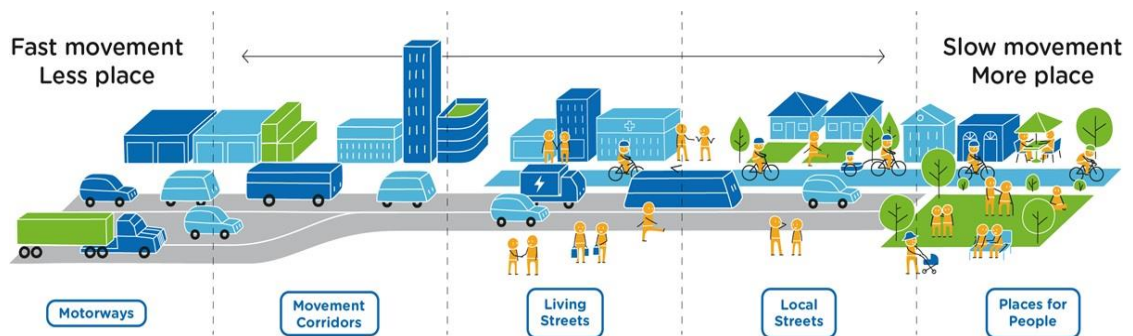 Fast movement
Less place
Slow movement
More place
Motorways
Movement
Corridors
Living
Streets
Local
Streets
Places for
People